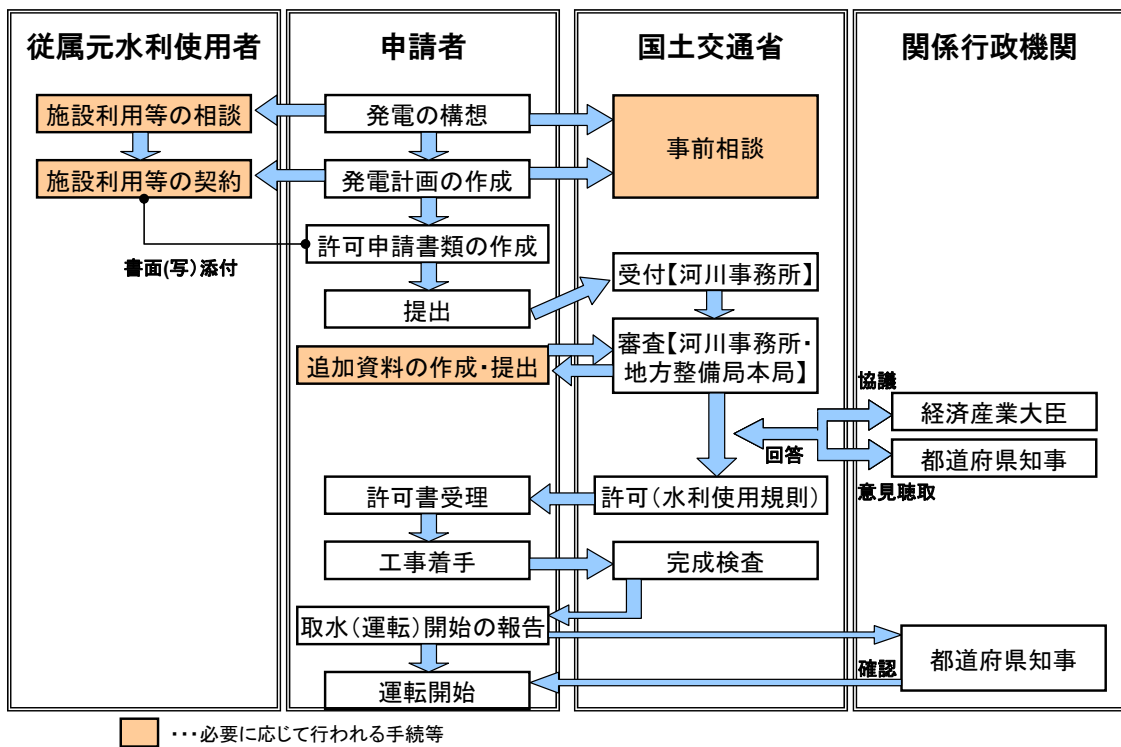 従属元水利使用者
申請者
国土交通省
関係行政機関
施設利用等の相談
発電の構想
事前相談
施設利用等の契約
発電計画の作成
許可申請書類の作成
書面(写)添付
提出
受付【河川事務所】
追加資料の作成・提出
審査【河川事務所・
地方整備局本局】
協議
経済産業大臣
回答
都道府県知事
意見聴取
許可書受理
許可(水利使用規則)
工事着手
完成検査
取水(運転)開始の報告
都道府県知事
確認
運転開始
・・・必要に応じて行われる手続等